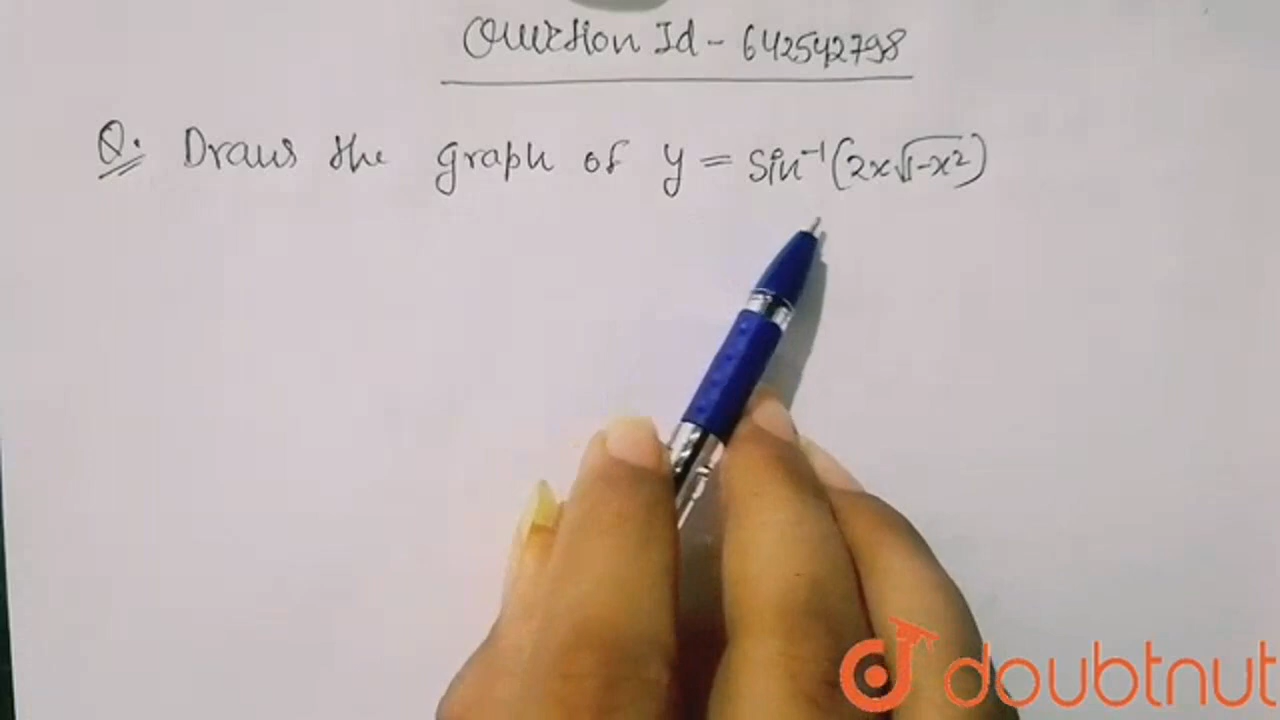 Question Id - 642542798
Q. Draw the graph of y = Sin⁻¹(2x√1-x²)
doubtnut